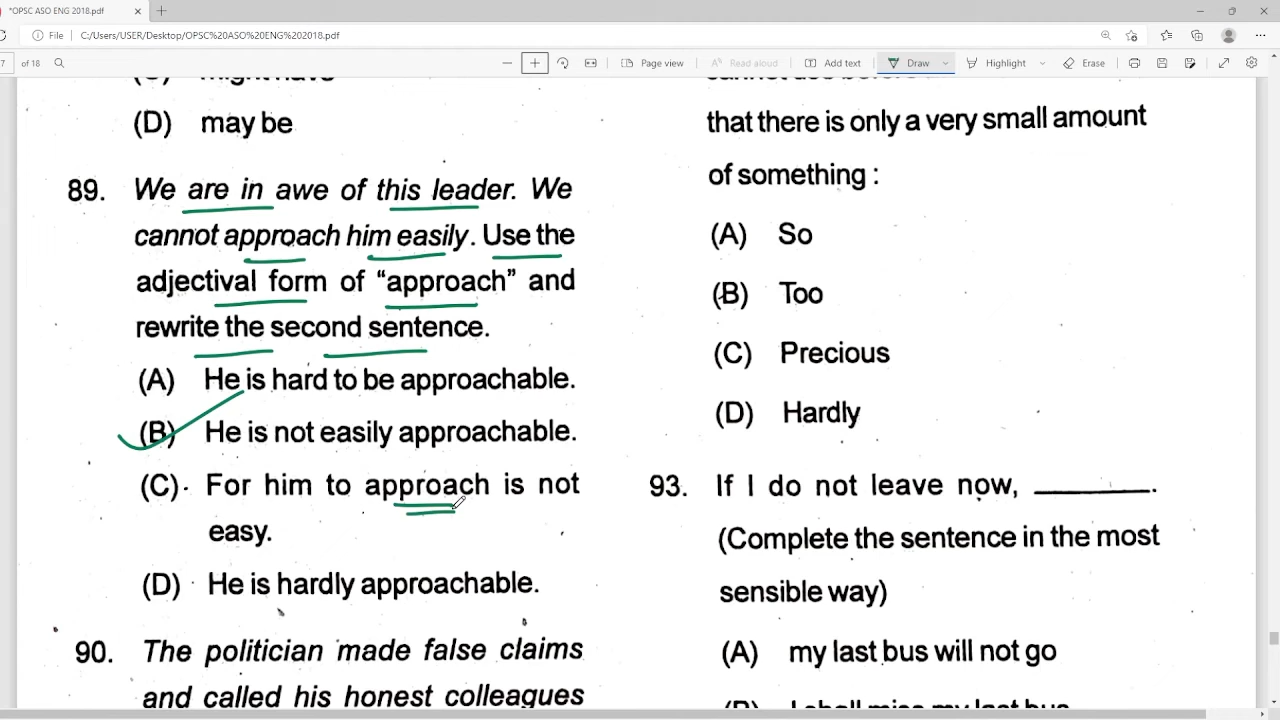 *OPSC ASO ENG 2018.pdf
File C:/Users/USER/Desktop/OPSC%20ASO%20ENG%202018.pdf
7 of 18 Page view Read aloud Add text Draw Highlight Erase
(D) may be
89. We are in awe of this leader. We
cannot approach him easily. Use the
adjectival form of “approach” and
rewrite the second sentence.
(A) He is hard to be approachable.
(B) He is not easily approachable.
(C) For him to approach is not
easy.
(D) He is hardly approachable.
90. The politician made false claims
and called his honest colleagues
that there is only a very small amount
of something :
(A) So
(B) Too
(C) Precious
(D) Hardly
93. If I do not leave now, ________.
(Complete the sentence in the most
sensible way)
(A) my last bus will not go
(B) I shall miss my last bus